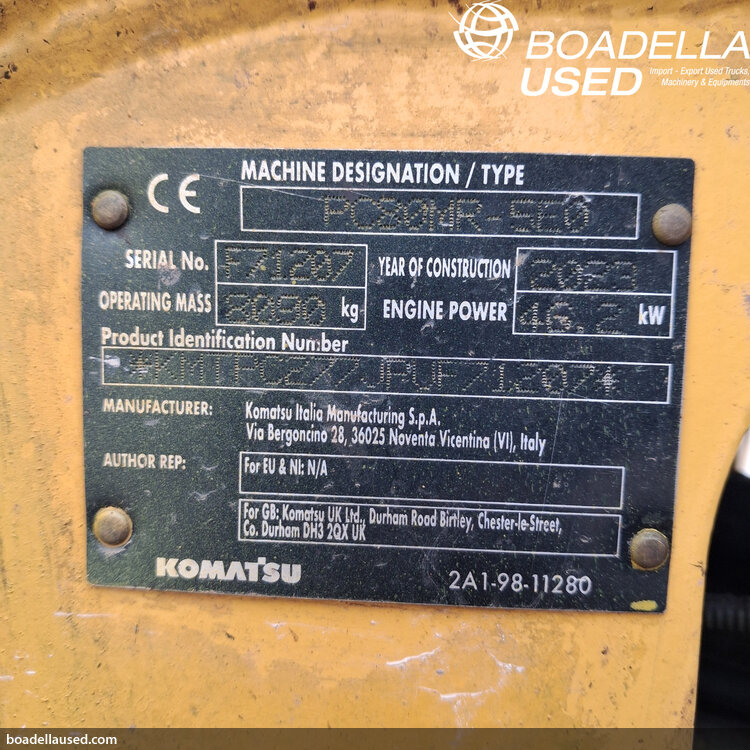 BOADELLA
USED Import - Export Used Trucks,
Machinery & Equipments
CE
MACHINE DESIGNATION / TYPE
PC80MR-5E0
SERIAL No. F71207
YEAR OF CONSTRUCTION 2023
OPERATING MASS 8080 kg
ENGINE POWER 46.2 kW
Product Identification Number
MANUFACTURER: Komatsu Italia Manufacturing S.p.A.
Via Bergoncino 28, 36025 Noventa Vicentina (VI), Italy
AUTHOR REP: For EU & NI: N/A
For GB: Komatsu UK Ltd., Durham Road Birtley, Chester-le-Street,
Co. Durham DH3 2QX UK
KOMATSU
2A1-98-11280
boadellaused.com